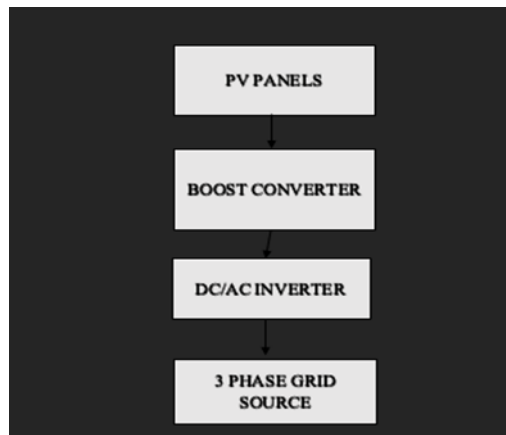 PV PANELS
BOOST CONVERTER
DC/AC INVERTER
3 PHASE GRID
SOURCE